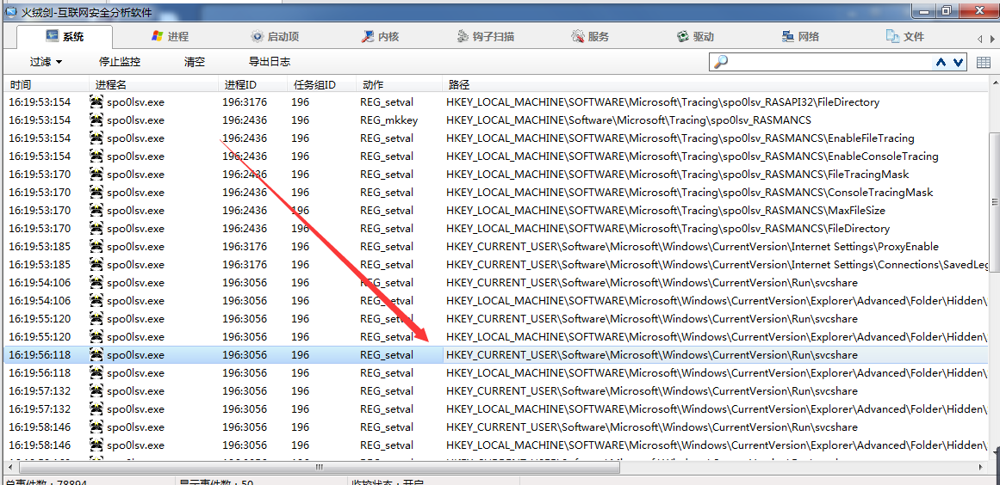 火绒剑-互联网安全分析软件
系统 进程 启动顶 内核 钩子扫描 服务 驱动 网络 文件
过滤 停止监控 清空 导出日志
时间 进程名 进程ID 任务组ID 动作 路径
16:19:53:154 spo0lsv.exe 196:3176 196 REG_setval HKEY_LOCAL_MACHINE\SOFTWARE\Microsoft\Tracing\spo0lsv_RASAPI32\FileDirectory
16:19:53:154 spo0lsv.exe 196:2436 196 REG_mkkey HKEY_LOCAL_MACHINE\Software\Microsoft\Tracing\spo0lsv_RASMANCS
16:19:53:154 spo0lsv.exe 196:2436 196 REG_setval HKEY_LOCAL_MACHINE\SOFTWARE\Microsoft\Tracing\spo0lsv_RASMANCS\EnableFileTracing
16:19:53:154 spo0lsv.exe 196:2436 196 REG_setval HKEY_LOCAL_MACHINE\SOFTWARE\Microsoft\Tracing\spo0lsv_RASMANCS\EnableConsoleTracing
16:19:53:170 spo0lsv.exe 196:2436 196 REG_setval HKEY_LOCAL_MACHINE\SOFTWARE\Microsoft\Tracing\spo0lsv_RASMANCS\FileTracingMask
16:19:53:170 spo0lsv.exe 196:2436 196 REG_setval HKEY_LOCAL_MACHINE\SOFTWARE\Microsoft\Tracing\spo0lsv_RASMANCS\ConsoleTracingMask
16:19:53:170 spo0lsv.exe 196:2436 196 REG_setval HKEY_LOCAL_MACHINE\SOFTWARE\Microsoft\Tracing\spo0lsv_RASMANCS\MaxFileSize
16:19:53:170 spo0lsv.exe 196:2436 196 REG_setval HKEY_LOCAL_MACHINE\SOFTWARE\Microsoft\Tracing\spo0lsv_RASMANCS\FileDirectory
16:19:53:185 spo0lsv.exe 196:3176 196 REG_setval HKEY_CURRENT_USER\Software\Microsoft\Windows\CurrentVersion\Internet Settings\ProxyEnable
16:19:53:185 spo0lsv.exe 196:3176 196 REG_setval HKEY_CURRENT_USER\Software\Microsoft\Windows\CurrentVersion\Internet Settings\Connections\SavedLeg
16:19:54:106 spo0lsv.exe 196:3056 196 REG_setval HKEY_CURRENT_USER\Software\Microsoft\Windows\CurrentVersion\Run\svcshare
16:19:54:106 spo0lsv.exe 196:3056 196 REG_setval HKEY_LOCAL_MACHINE\SOFTWARE\Microsoft\Windows\CurrentVersion\Explorer\Advanced\Folder\Hidden\
16:19:55:120 spo0lsv.exe 196:3056 196 REG_setval HKEY_CURRENT_USER\Software\Microsoft\Windows\CurrentVersion\Run\svcshare
16:19:55:120 spo0lsv.exe 196:3056 196 REG_setval HKEY_LOCAL_MACHINE\SOFTWARE\Microsoft\Windows\CurrentVersion\Explorer\Advanced\Folder\Hidden\
16:19:56:118 spo0lsv.exe 196:3056 196 REG_setval HKEY_CURRENT_USER\Software\Microsoft\Windows\CurrentVersion\Run\svcshare
16:19:56:118 spo0lsv.exe 196:3056 196 REG_setval HKEY_LOCAL_MACHINE\SOFTWARE\Microsoft\Windows\CurrentVersion\Explorer\Advanced\Folder\Hidden\
16:19:57:132 spo0lsv.exe 196:3056 196 REG_setval HKEY_CURRENT_USER\Software\Microsoft\Windows\CurrentVersion\Run\svcshare
16:19:57:132 spo0lsv.exe 196:3056 196 REG_setval HKEY_LOCAL_MACHINE\SOFTWARE\Microsoft\Windows\CurrentVersion\Explorer\Advanced\Folder\Hidden\
16:19:58:146 spo0lsv.exe 196:3056 196 REG_setval HKEY_CURRENT_USER\Software\Microsoft\Windows\CurrentVersion\Run\svcshare
16:19:58:146 spo0lsv.exe 196:3056 196 REG_setval HKEY_LOCAL_MACHINE\SOFTWARE\Microsoft\Windows\CurrentVersion\Explorer\Advanced\Folder\Hidden\
总事件数：78894 显示事件数：50 监控状态：开启